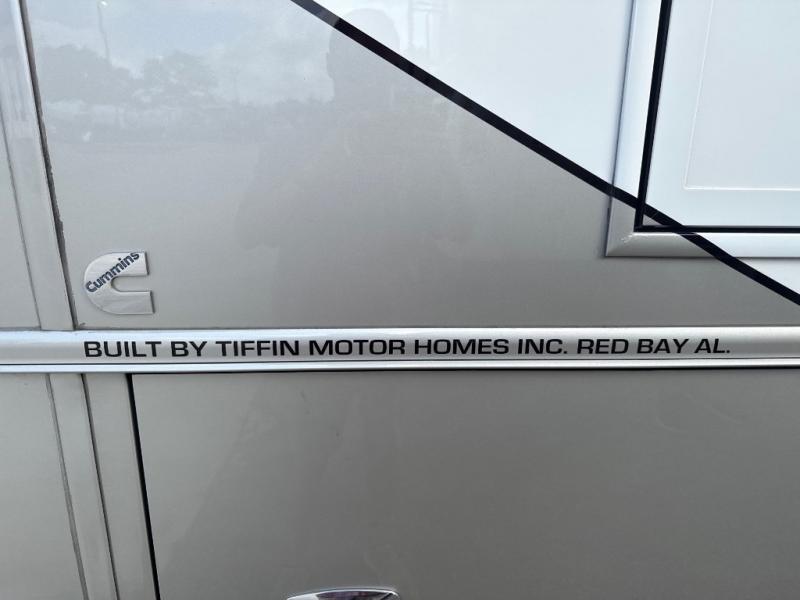 Cummins
BUILT BY TIFFIN MOTOR HOMES INC. RED BAY AL.